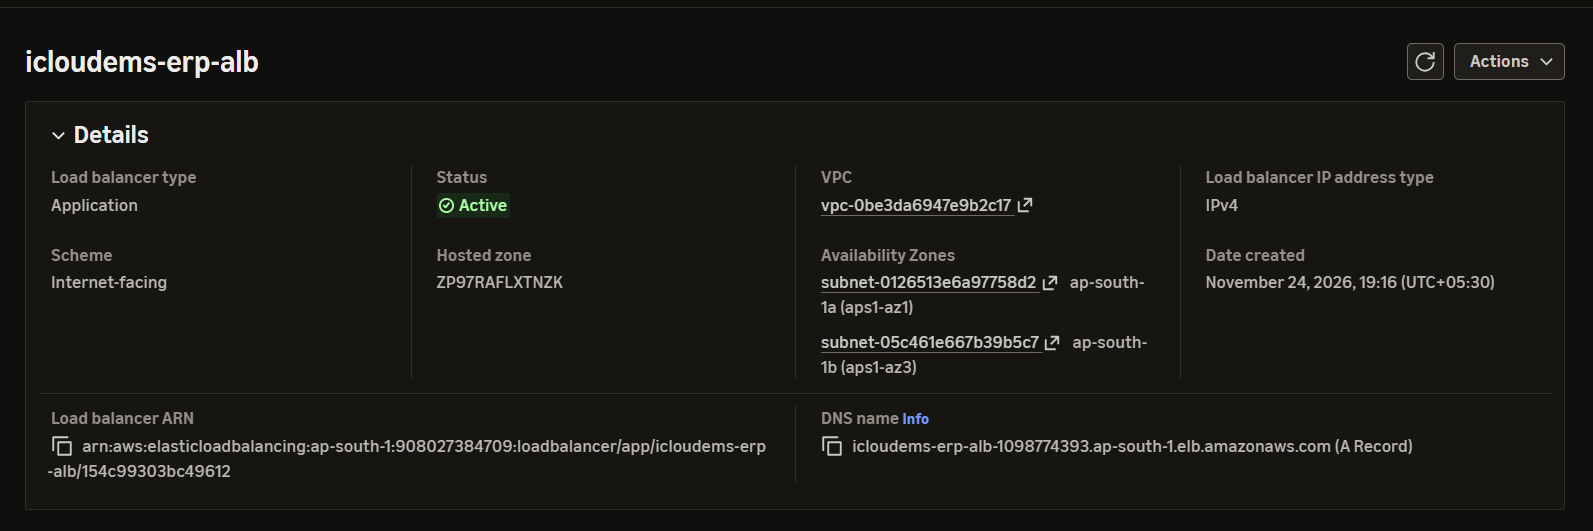 icloudems-erp-alb
Actions
Details
Load balancer type
Application
Status
Active
VPC
vpc-0be3da6947e9b2c17
Load balancer IP address type
IPv4
Scheme
Internet-facing
Hosted zone
ZP97RAFLXTNZK
Availability Zones
subnet-0126513e6a97758d2 ap-south-
1a (aps1-az1)
subnet-05c461e667b39b5c7 ap-south-
1b (aps1-az3)
Date created
November 24, 2026, 19:16 (UTC+05:30)
Load balancer ARN
arn:aws:elasticloadbalancing:ap-south-1:908027384709:loadbalancer/app/icloudems-erp
-alb/154c99303bc49612
DNS name Info
icloudems-erp-alb-1098774393.ap-south-1.elb.amazonaws.com (A Record)